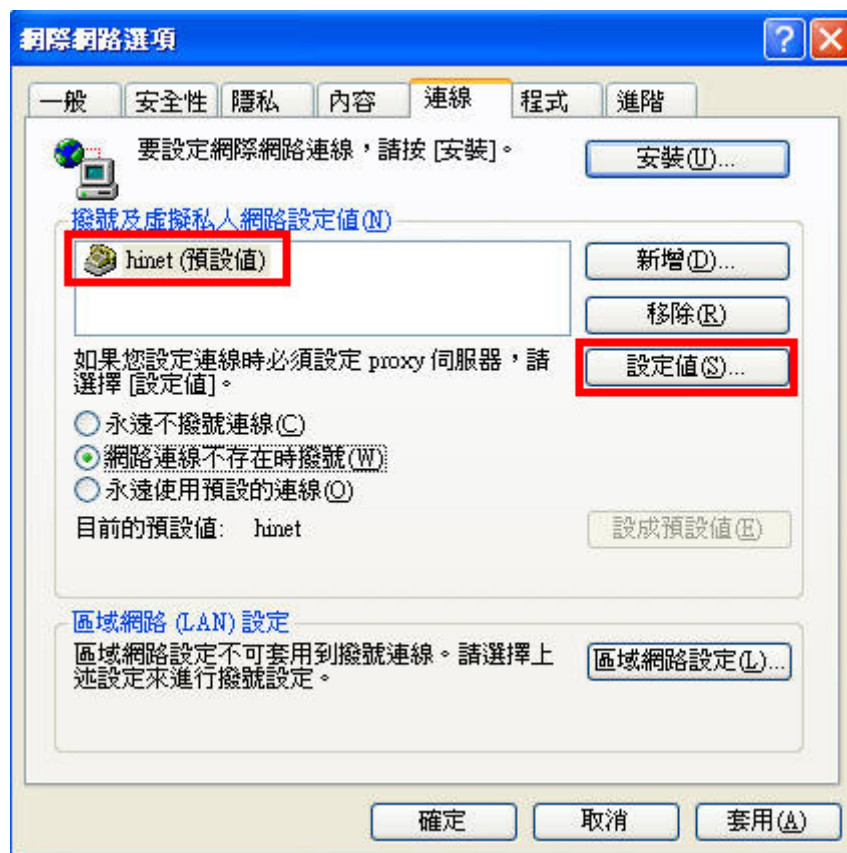 網際網路選項
一般 安全性 隱私 內容 連線 程式 進階
要設定網際網路連線，請按 [安裝]。
安裝(U)...
撥號及虛擬私人網路設定值(N)
hinet (預設值)
新增(D)...
移除(R)
如果您設定連線時必須設定 proxy 伺服器，請
選擇 [設定值]。
設定值(S)...
永遠不撥號連線(C)
網路連線不存在時撥號(W)
永遠使用預設的連線(O)
目前的預設值: hinet
設成預設值(E)
區域網路 (LAN) 設定
區域網路設定不可套用到撥號連線。請選擇上
述設定來進行撥號設定。
區域網路設定(L)...
確定 取消 套用(A)